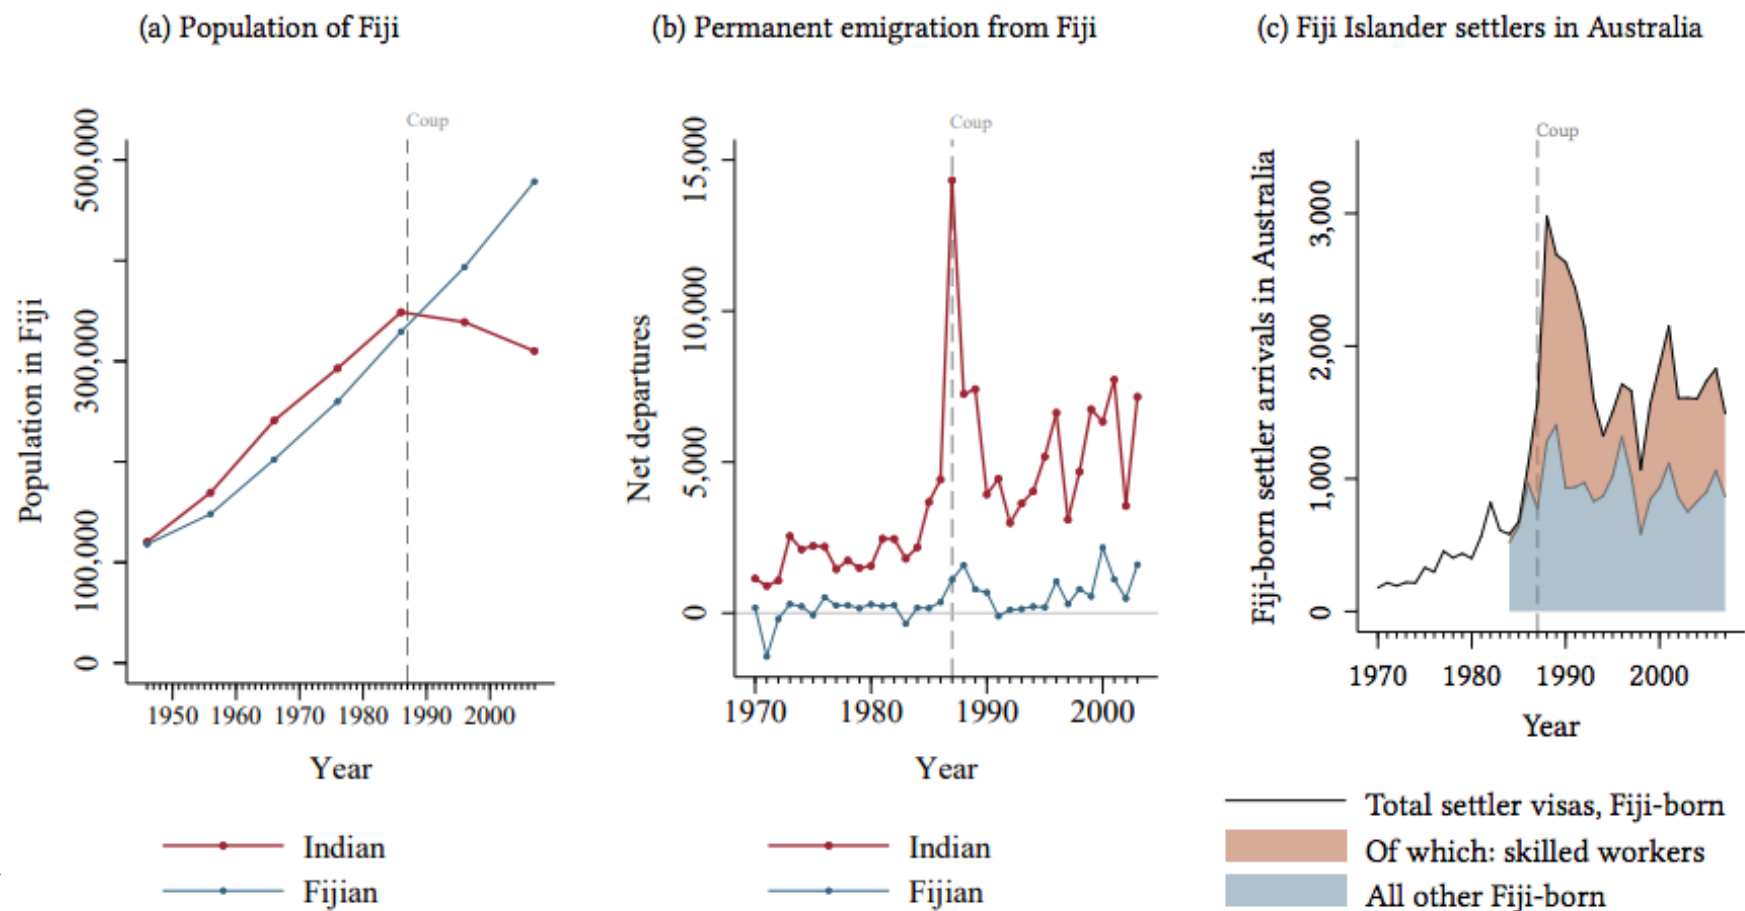 (a) Population of Fiji
Coup
Population in Fiji
500,000
300,000
100,000
0
1950 1960 1970 1980 1990 2000
Year
Indian
Fijian
(b) Permanent emigration from Fiji
Coup
Net departures
15,000
10,000
5,000
0
1970 1980 1990 2000
Year
Indian
Fijian
(c) Fiji Islander settlers in Australia
Coup
Fiji-born settler arrivals in Australia
3,000
2,000
1,000
0
1970 1980 1990 2000
Year
Total settler visas, Fiji-born
Of which: skilled workers
All other Fiji-born